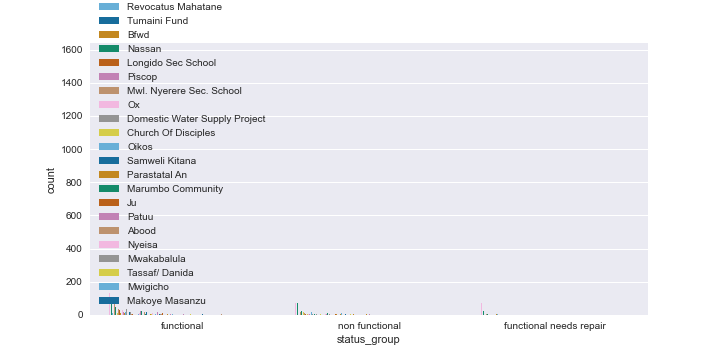 Revocatus Mahatane
Tumaini Fund
Bfwd
Nassan
Longido Sec School
Piscop
Mwl. Nyerere Sec. School
Ox
Domestic Water Supply Project
Church Of Disciples
Oikos
Samweli Kitana
Parastatal An
Marumbo Community
Ju
Patuu
Abood
Nyeisa
Mwakabalula
Tassaf/ Danida
Mwigicho
Makoye Masanzu
1600
1400
1200
1000
800
600
400
200
0
count
functional
non functional
functional needs repair
status_group